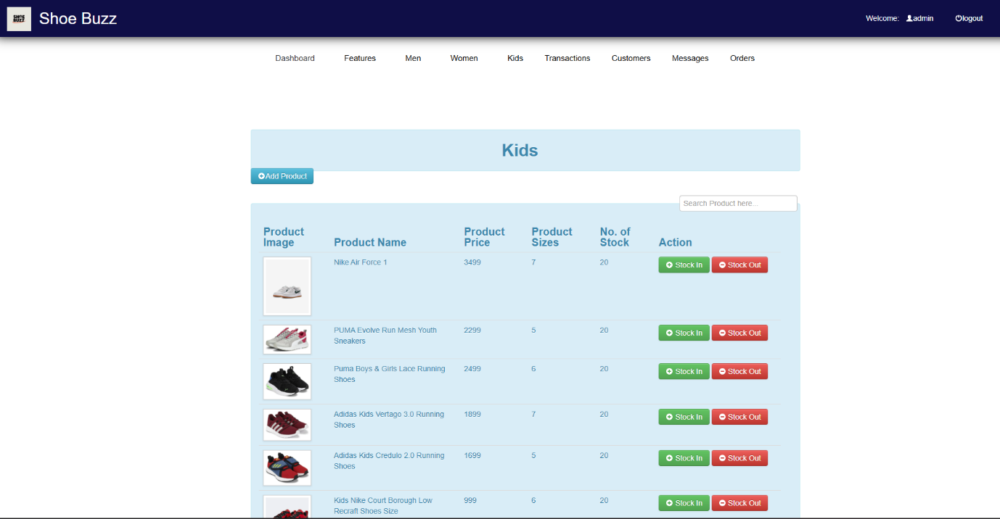 SHOE
BUZZ
Shoe Buzz
Welcome: admin logout
Dashboard Features Men Women Kids Transactions Customers Messages Orders
Kids
Add Product
Search Product here...
Product Image Product Name Product Price Product Sizes No. of Stock Action
Nike Air Force 1 3499 7 20 Stock In Stock Out
PUMA Evolve Run Mesh Youth 2299 5 20 Stock In Stock Out
Sneakers
Puma Boys & Girls Lace Running 2499 6 20 Stock In Stock Out
Shoes
Adidas Kids Vertago 3.0 Running 1899 7 20 Stock In Stock Out
Shoes
Adidas Kids Credulo 2.0 Running 1699 5 20 Stock In Stock Out
Shoes
Kids Nike Court Borough Low 999 6 20 Stock In Stock Out
Recraft Shoes Size